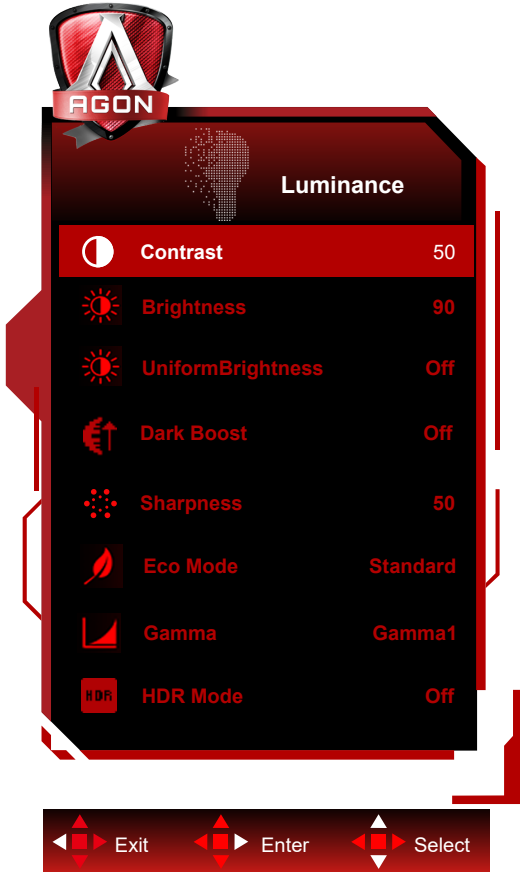 AGON
Luminance
Contrast 50
Brightness 90
UniformBrightness Off
Dark Boost Off
Sharpness 50
Eco Mode Standard
Gamma Gamma1
HDR HDR Mode Off
Exit Enter Select